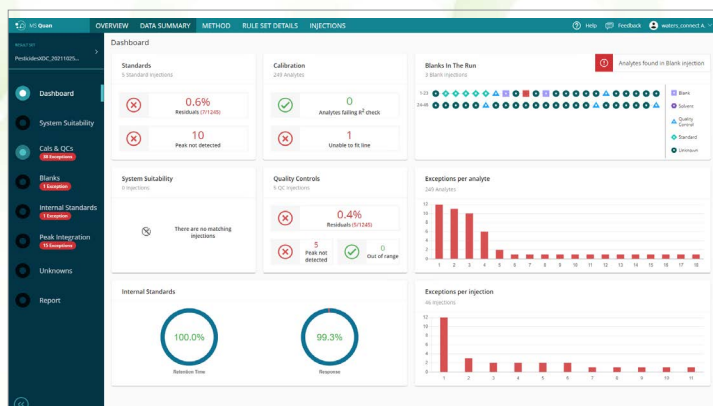 MS Quan
OVERVIEW DATA SUMMARY METHOD RULE SET DETAILS INJECTIONS
Help Feedback waters_connect A.
RESULT SET
PesticidesXDC_20211025...
Dashboard
System Suitability
Cals & QCs
38 Exceptions
Blanks
1 Exception
Internal Standards
1 Exception
Peak Integration
15 Exceptions
Unknowns
Report
Dashboard
Standards
5 Standard injections
0.6%
Residuals (7/1245)
10
Peak not detected
Calibration
249 Analytes
0
Analytes failing R² check
1
Unable to fit line
Blanks In The Run
3 Blank injections
Analytes found in Blank injection
1-23
24-46
Blank
Solvent
Quality
Control
Standard
Unknown
System Suitability
0 Injections
There are no matching
injections
Quality Controls
5 QC Injections
0.4%
Residuals (5/1245)
5
Peak not
detected
0
Out of range
Exceptions per analyte
249 Analytes
12
10
8
6
4
2
0
1 2 3 4 5 6 7 8 9 10 11 12 13 14 15 16 17 18
Internal Standards
100.0%
Retention Time
99.3%
Response
Exceptions per injection
46 Injections
12
10
8
6
4
2
0
1 2 3 4 5 6 7 8 9 10 11